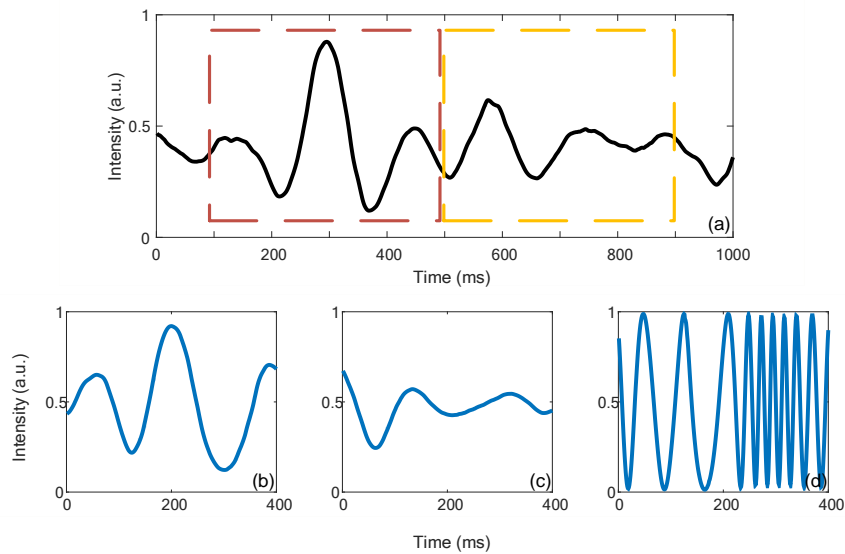 1
0.5
0
Intensity (a.u.)
(a)
0 200 400 600 800 1000
Time (ms)
1 1 1
0.5 0.5 0.5
0 0 0
Intensity (a.u.)
(b) (c) (d)
0 200 400 0 200 400 0 200 400
Time (ms)